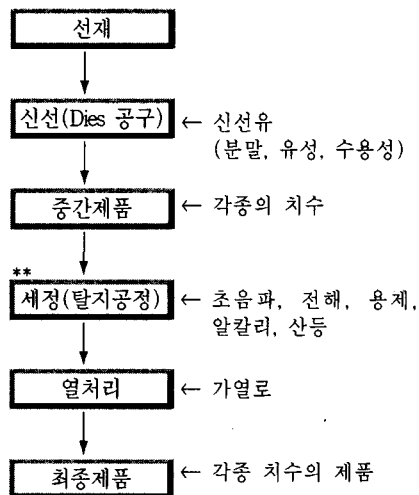 선재
신선(Dies 공구) ← 신선유
(분말, 유성, 수용성)
중간제품 ← 각종의 치수
**
세정(탈지공정) ← 초음파, 전해, 용제,
알칼리, 산등
열처리 ← 가열로
최종제품 ← 각종 치수의 제품